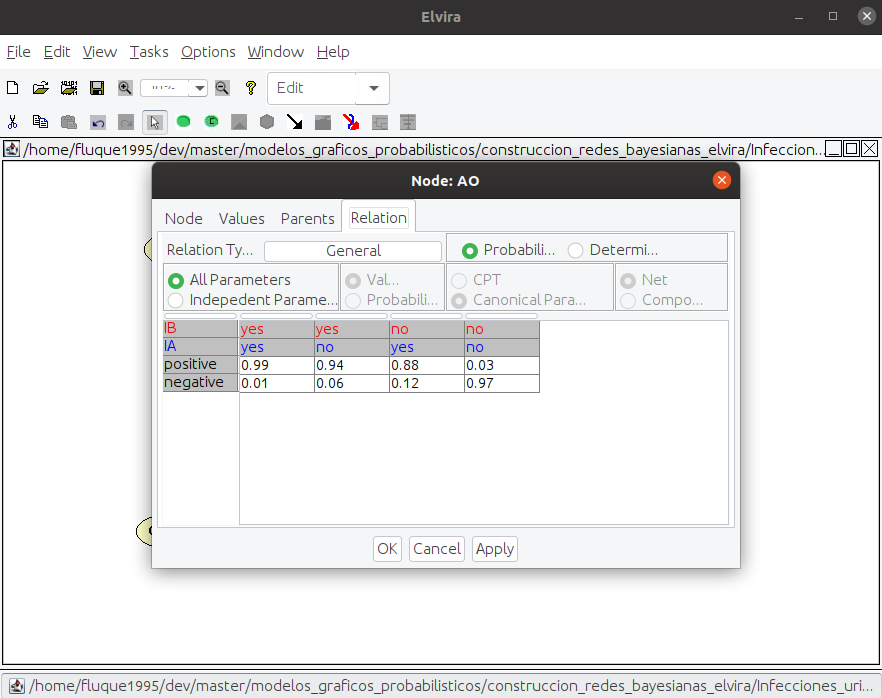 Elvira
File Edit View Tasks Options Window Help
Edit
/home/fluque1995/dev/master/modelos_graficos_probabilisticos/construccion_redes_bayesianas_elvira/Infeccion...
Node: AO
Node Values Parents Relation
Relation Ty... General Probabili... Determi...
All Parameters Val... CPT Net
Indepedent Parame... Probabili... Canonical Para... Compo...
IB yes yes no no
IA yes no yes no
positive 0.99 0.94 0.88 0.03
negative 0.01 0.06 0.12 0.97
OK Cancel Apply
/home/fluque1995/dev/master/modelos_graficos_probabilisticos/construccion_redes_bayesianas_elvira/Infecciones_uri...